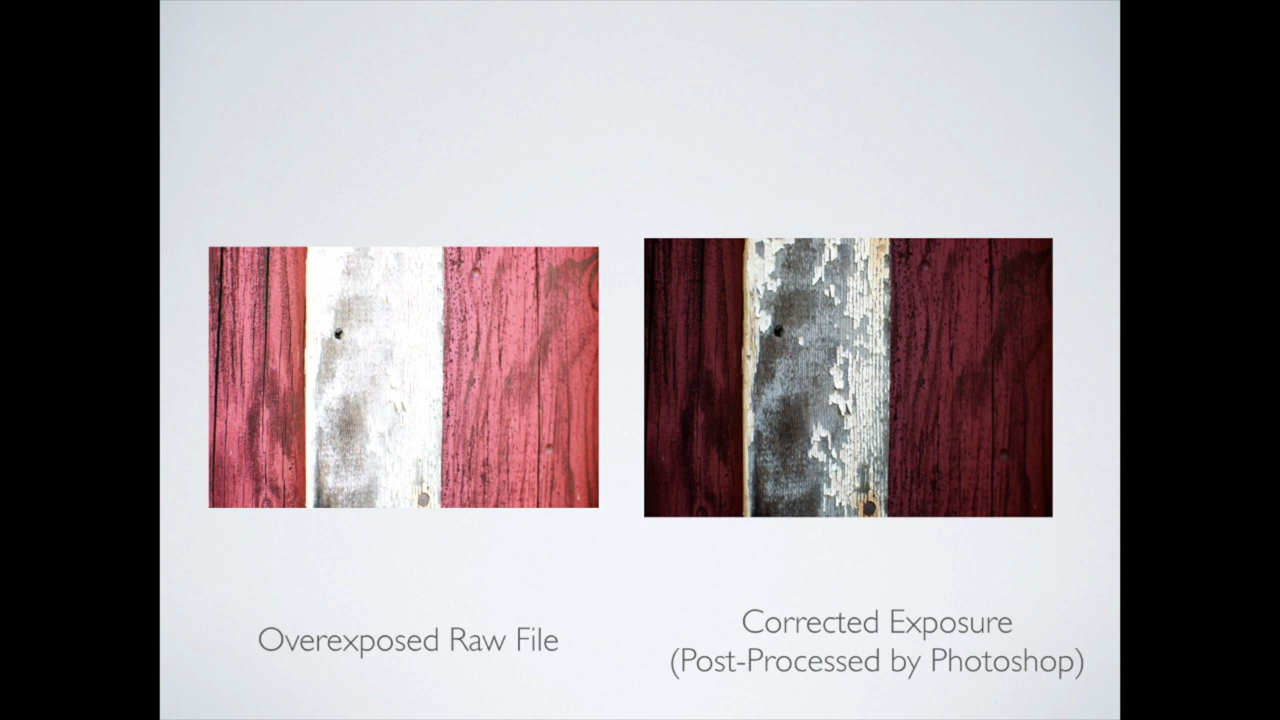 Overexposed Raw File
Corrected Exposure
(Post-Processed by Photoshop)